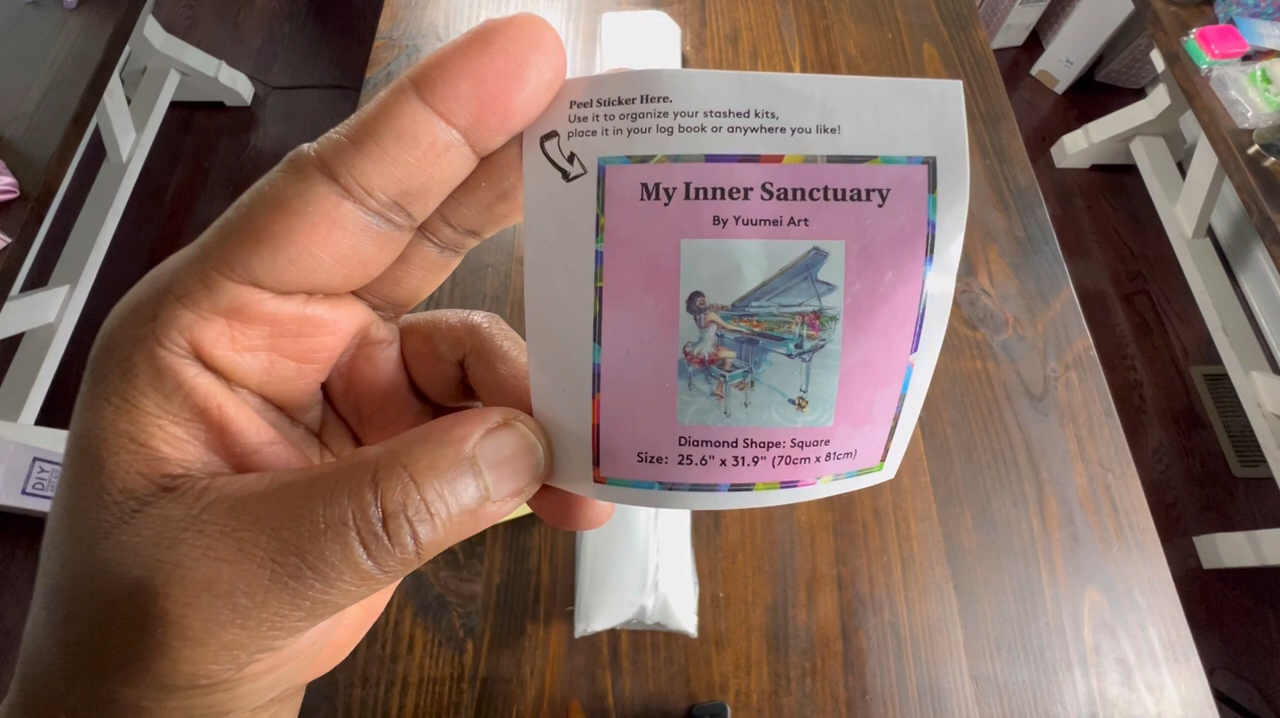 Peel Sticker Here.
Use it to organize your stashed kits,
place it in your log book or anywhere you like!
My Inner Sanctuary
By Yuumei Art
Diamond Shape: Square
Size: 25.6" x 31.9" (70cm x 81cm)
DIY